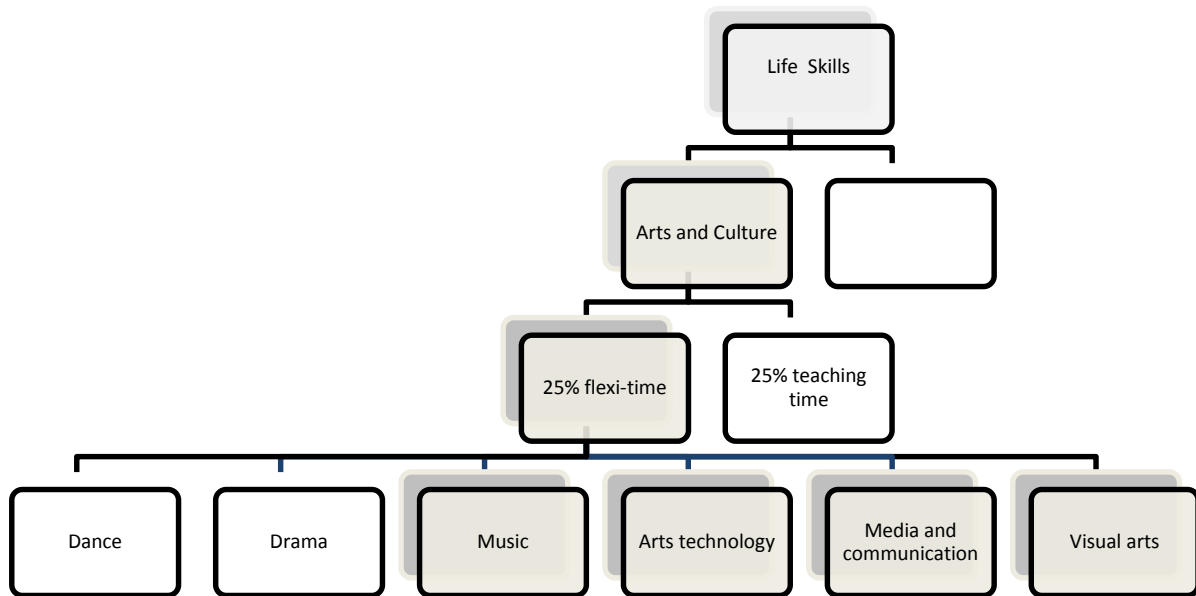 Life Skills
Arts and Culture
25% flexi-time
25% teaching
time
Dance
Drama
Music
Arts technology
Media and
communication
Visual arts